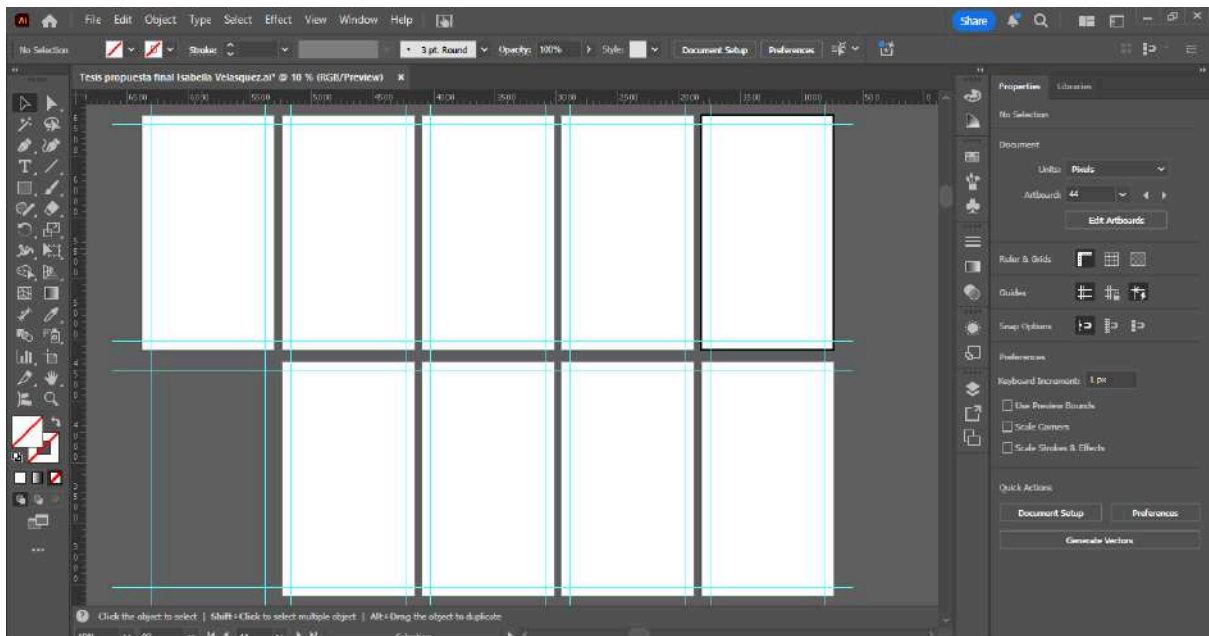 Ai File Edit Object Type Select Effect View Window Help Share
No Selection Stroke: 3 pt. Round Opacity: 100% Style: Document Setup Preferences
Tesis propuesta final Isabella Velasquez.ai* @ 10 % (RGB/Preview) ×
Properties Libraries
No Selection
Document
Units: Pixels
Artboard: 44
Edit Artboards
Ruler & Grids
Guides
Snap Options
Preferences
Keyboard Increment: 1 px
Use Preview Bounds
Scale Corners
Scale Strokes & Effects
Quick Actions
Document Setup Preferences
Generate Vectors
Click the object to select | Shift+Click to select multiple object | Alt+Drag the object to duplicate